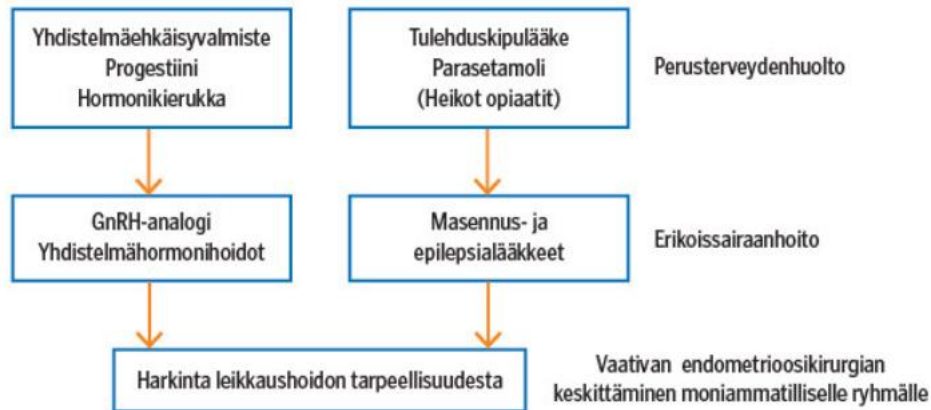 Yhdistelmäehkäisyvalmiste
Progestiini
Hormonikierukka
Tulehduskipulääke
Parasetamoli
(Heikot opiaatit)
Perusterveydenhuolto
GnRH-analogi
Yhdistelmähormonihoidot
Masennus- ja
epilepsialääkkeet
Erikoissairaanhoito
Harkinta leikkaushoidon tarpeellisuudesta
Vaativan endometrioosikirurgian
keskittäminen moniammatilliselle ryhmälle